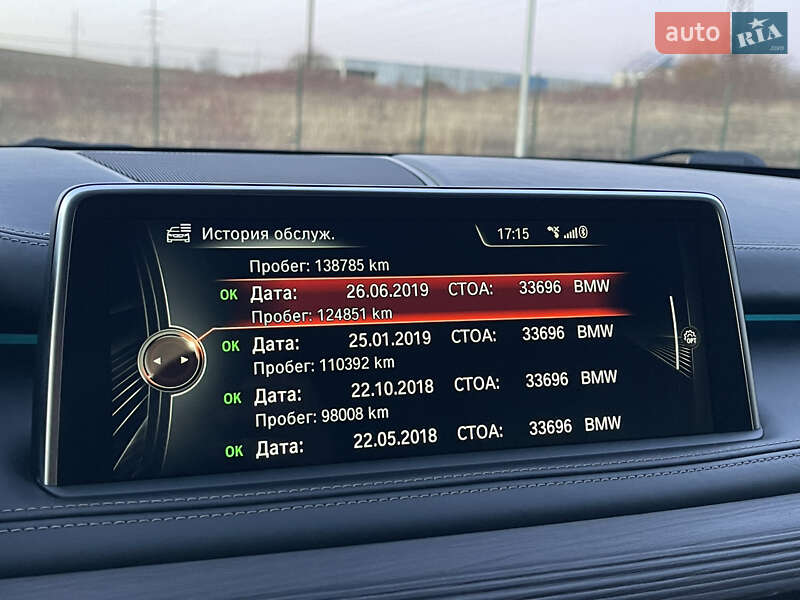 auto RIA
.com
История обслуж. 17:15
Пробег: 138785 km
OK Дата: 26.06.2019 СТОА: 33696 BMW
Пробег: 124851 km
OK Дата: 25.01.2019 СТОА: 33696 BMW
Пробег: 110392 km
OK Дата: 22.10.2018 СТОА: 33696 BMW
Пробег: 98008 km
OK Дата: 22.05.2018 СТОА: 33696 BMW
OPT